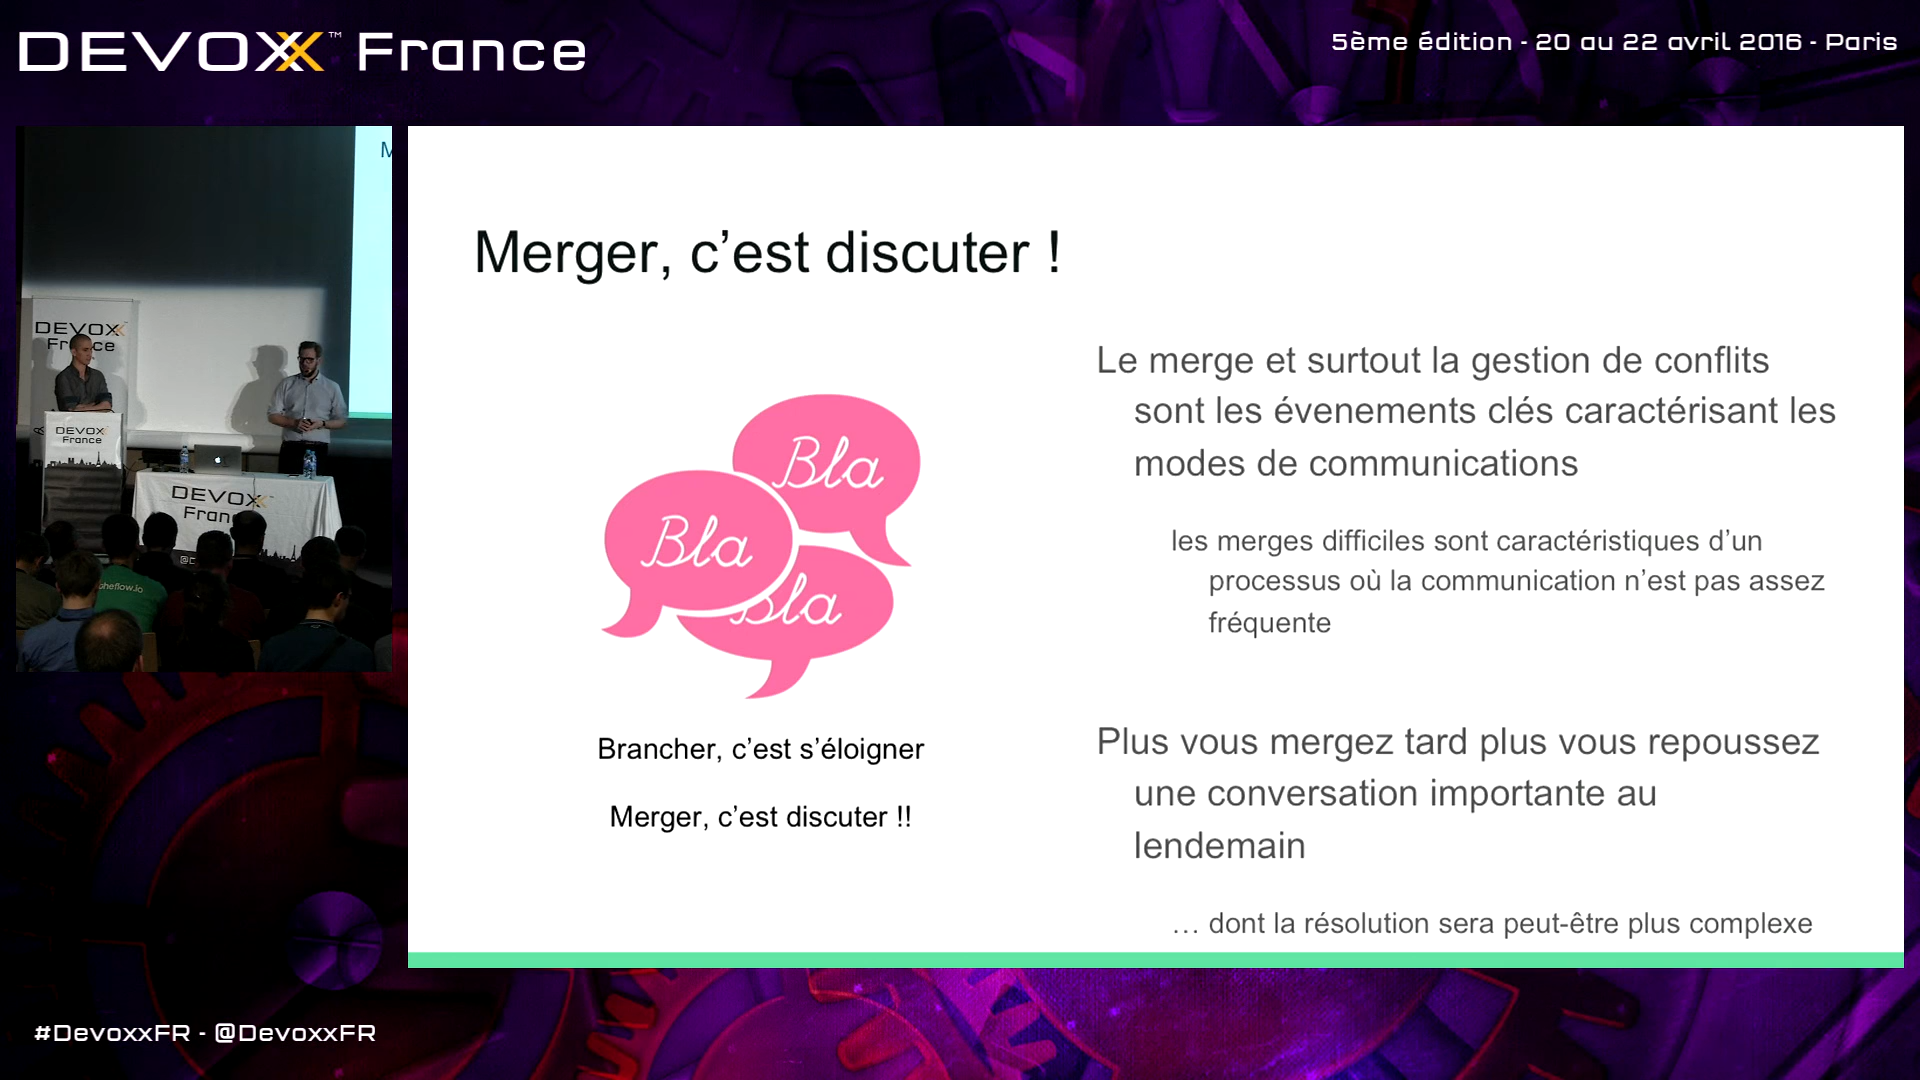 DEVOXX™ France
5ème édition - 20 au 22 avril 2016 - Paris
M
DEVOXX
France
DEVOXX
France
DEVOXX
Fran
pheflow.io
Merger, c’est discuter !
Bla
Bla
Bla
Brancher, c’est s’éloigner
Merger, c’est discuter !!
Le merge et surtout la gestion de conflits
sont les évenements clés caractérisant les
modes de communications
les merges difficiles sont caractéristiques d’un
processus où la communication n’est pas assez
fréquente
Plus vous mergez tard plus vous repoussez
une conversation importante au
lendemain
… dont la résolution sera peut-être plus complexe
#DevoxxFR - @DevoxxFR